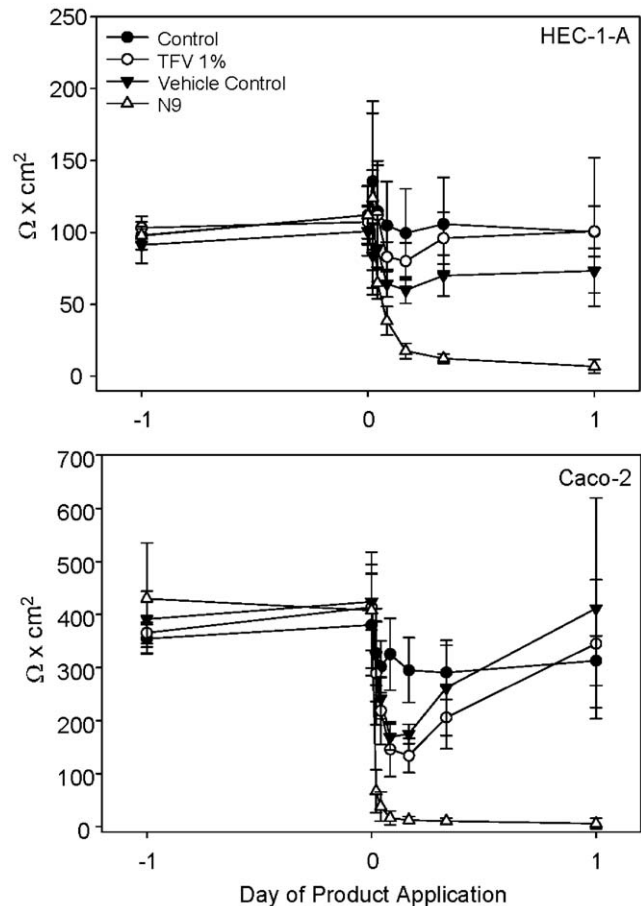 HEC-1-A
Control
TFV 1%
Vehicle Control
N9
250
200
150
100
50
0
Ω x cm²
-1 0 1
Caco-2
700
600
500
400
300
200
100
0
Ω x cm²
-1 0 1
Day of Product Application